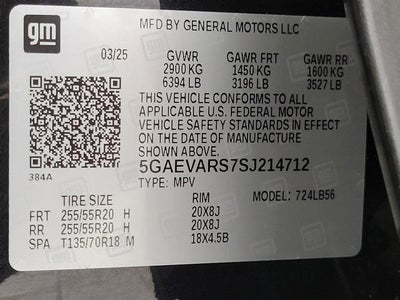 gm
MFD BY GENERAL MOTORS LLC
03/25 GVWR GAWR FRT GAWR RR
2900 KG 1450 KG 1600 KG
6394 LB 3196 LB 3527 LB
THIS VEHICLE CONFORMS TO ALL
APPLICABLE U.S. FEDERAL MOTOR
VEHICLE SAFETY STANDARDS IN EFFECT
ON THE DATE OF MANUFACTURE
SHOWN ABOVE.
384A
5GAEVARS7SJ214712
TYPE: MPV MODEL: 724LB56
TIRE SIZE RIM
FRT 255/55R20 H 20X8J
RR 255/55R20 H 20X8J
SPA T135/70R18 M 18X4.5B